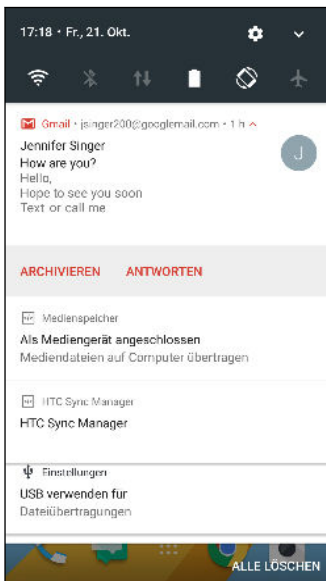 17:18 • Fr., 21. Okt.
Gmail • jsinger200@googlemail.com • 1 h
Jennifer Singer
How are you?
Hello,
Hope to see you soon
Text or call me
J
ARCHIVIEREN ANTWORTEN
Medienspeicher
Als Mediengerät angeschlossen
Mediendateien auf Computer übertragen
HTC Sync Manager
HTC Sync Manager
Einstellungen
USB verwenden für
Dateiübertragungen
ALLE LÖSCHEN